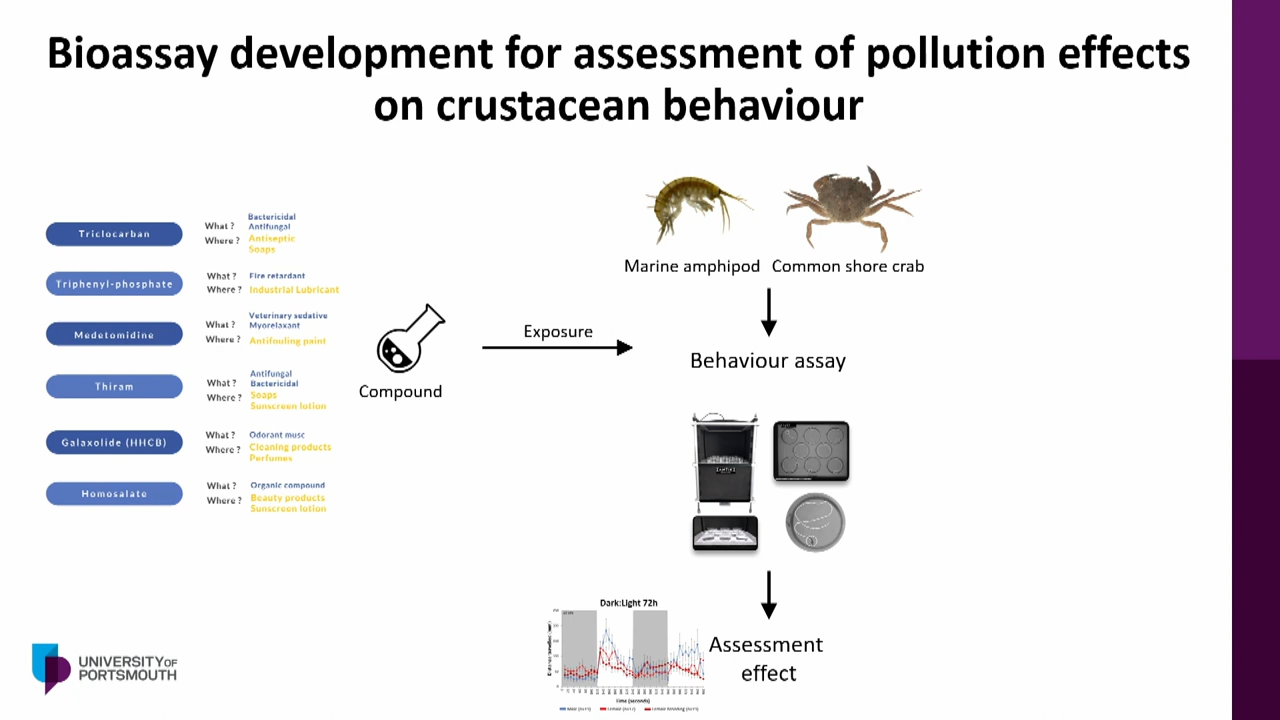 Bioassay development for assessment of pollution effects
on crustacean behaviour
Triclocarban
What ?
Bactericidal
Antifungal
Where ?
Antiseptic
Soaps
Triphenyl-phosphate
What ?
Fire retardant
Where ?
Industrial Lubricant
Medetomidine
What ?
Veterinary sedative
Myorelaxant
Where ?
Antifouling paint
Thiram
What ?
Antifungal
Bactericidal
Where ?
Soaps
Sunscreen lotion
Galaxolide (HHCB)
What ?
Odorant musc
Where ?
Cleaning products
Perfumes
Homosalate
What ?
Organic compound
Where ?
Beauty products
Sunscreen lotion
Compound
Exposure
Marine amphipod
Common shore crab
Behaviour assay
Dark:Light 72h
Time (seconds)
Assessment
effect
UNIVERSITY OF
PORTSMOUTH